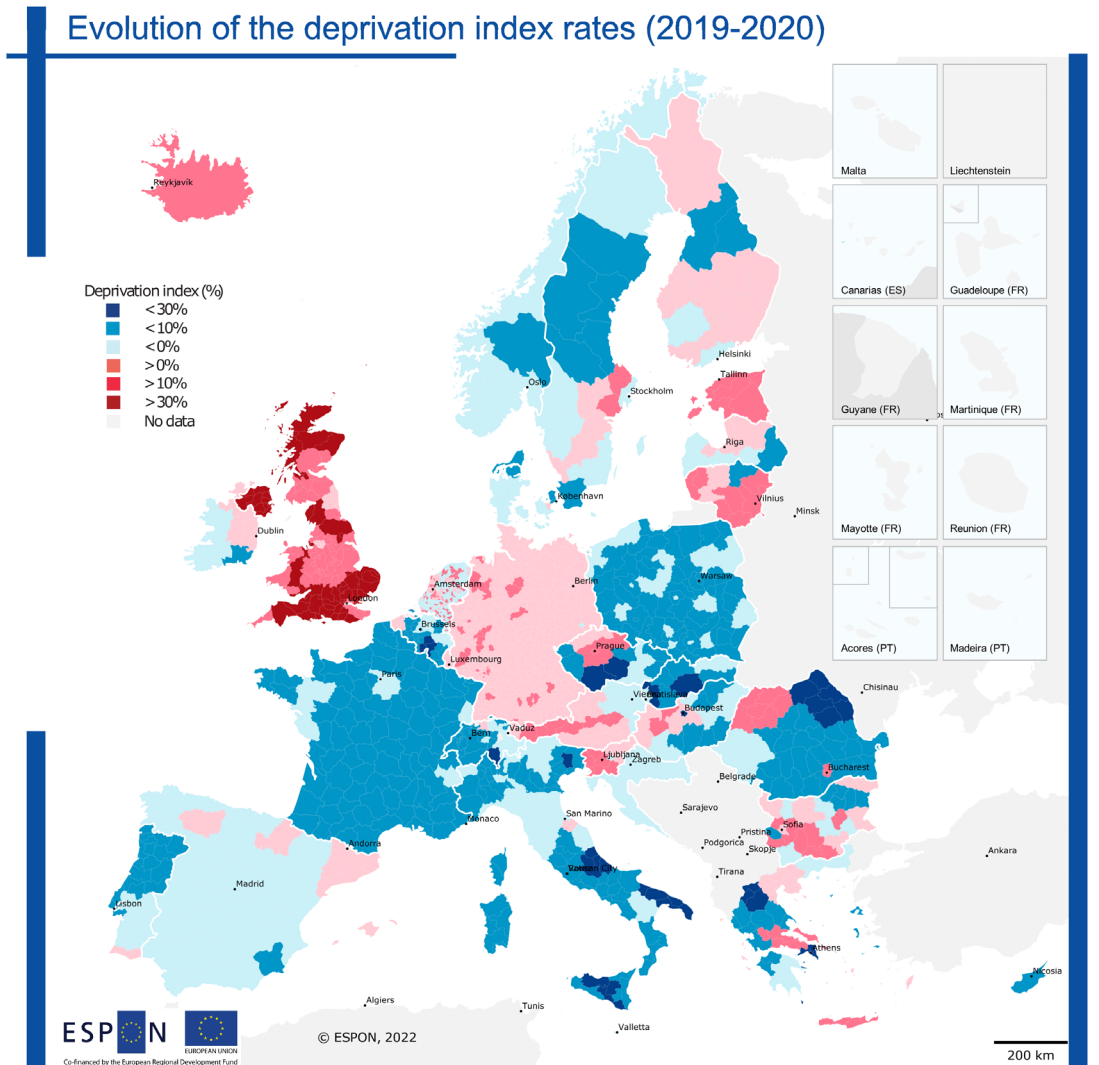 Evolution of the deprivation index rates (2019-2020)
Malta
Liechtenstein
Reykjavík
Canarias (ES)
Guadeloupe (FR)
Deprivation index (%)
<30%
<10%
<0%
>0%
>10%
>30%
No data
Helsinki
Tallinn
Oslo
Stockholm
Guyane (FR)
Martinique (FR)
Riga
København
Vilnius
Minsk
Dublin
Mayotte (FR)
Reunion (FR)
Amsterdam
Berlin
Warsaw
London
Brussels
Prague
Luxembourg
Acores (PT)
Madeira (PT)
Paris
Chisinau
Budapest
Bern
Vaduz
Ljubljana
Zagreb
Bucharest
Belgrade
Monaco
San Marino
Sarajevo
Sofia
Pristina
Andorra
Podgorica
Skopje
Ankara
Tirana
Madrid
Lisbon
Athens
Nicosia
Algiers
Tunis
Valletta
ESPON
EUROPEAN UNION
Co-financed by the European Regional Development Fund
© ESPON, 2022
200 km